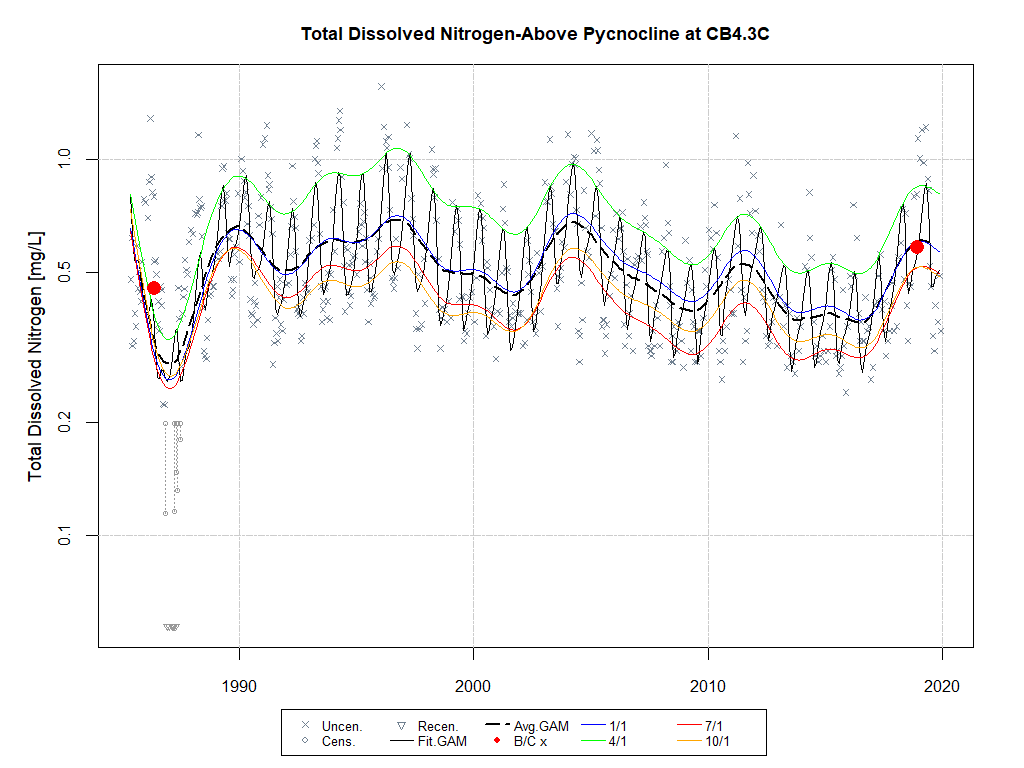 Total Dissolved Nitrogen-Above Pycnocline at CB4.3C
Total Dissolved Nitrogen [mg/L]
1.0
0.5
0.2
0.1
1990 2000 2010 2020
Uncen. Recen. Avg.GAM 1/1 7/1
Cens. Fit.GAM B/C x 4/1 10/1